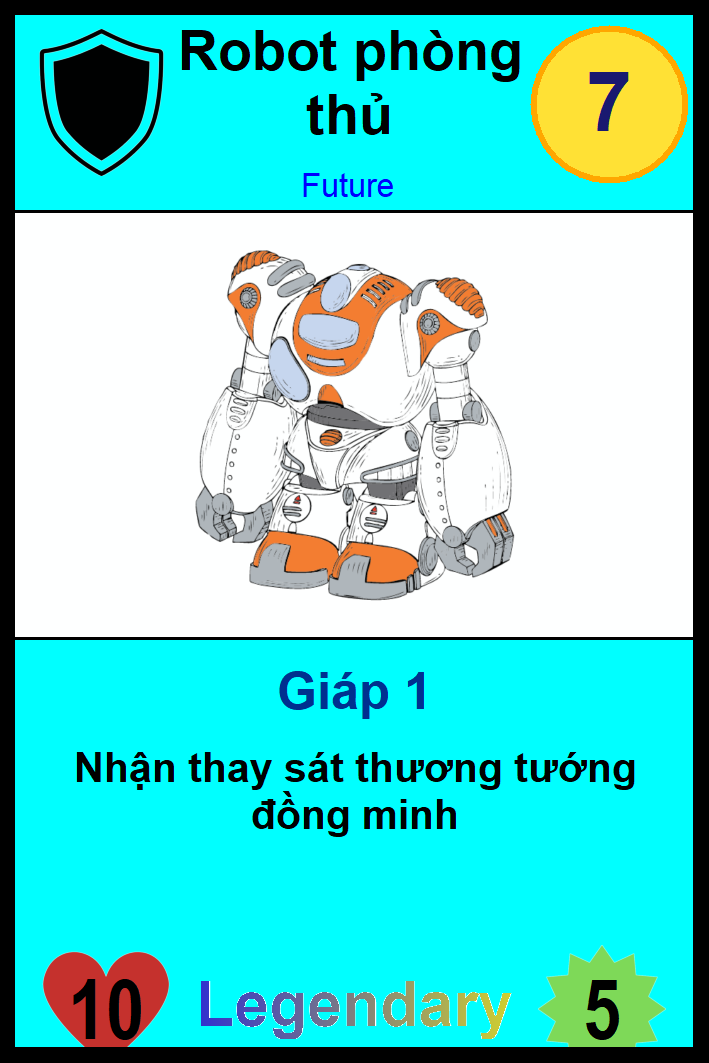 Robot phòng
thủ
7
Future
Giáp 1
Nhận thay sát thương tướng
đồng minh
10
Legendary
5